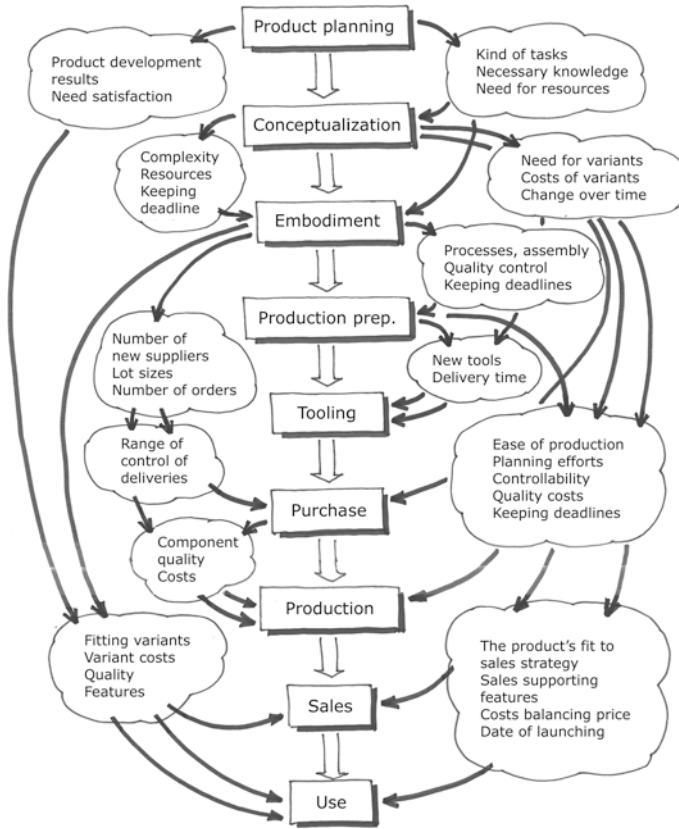 Product planning
Product development
results
Need satisfaction
Kind of tasks
Necessary knowledge
Need for resources
Conceptualization
Complexity
Resources
Keeping
deadline
Need for variants
Costs of variants
Change over time
Embodiment
Processes, assembly
Quality control
Keeping deadlines
Production prep.
Number of
new suppliers
Lot sizes
Number of orders
New tools
Delivery time
Tooling
Range of
control of
deliveries
Ease of production
Planning efforts
Controllability
Quality costs
Keeping deadlines
Purchase
Component
quality
Costs
Production
Fitting variants
Variant costs
Quality
Features
The product's fit to
sales strategy
Sales supporting
features
Costs balancing price
Date of launching
Sales
Use